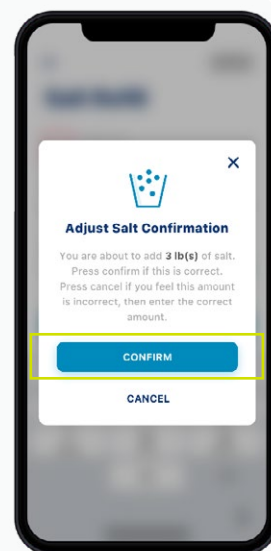 Adjust Salt Confirmation
You are about to add 3 lb(s) of salt.
Press confirm if this is correct.
Press cancel if you feel this amount
is incorrect, then enter the correct
amount.
CONFIRM
CANCEL